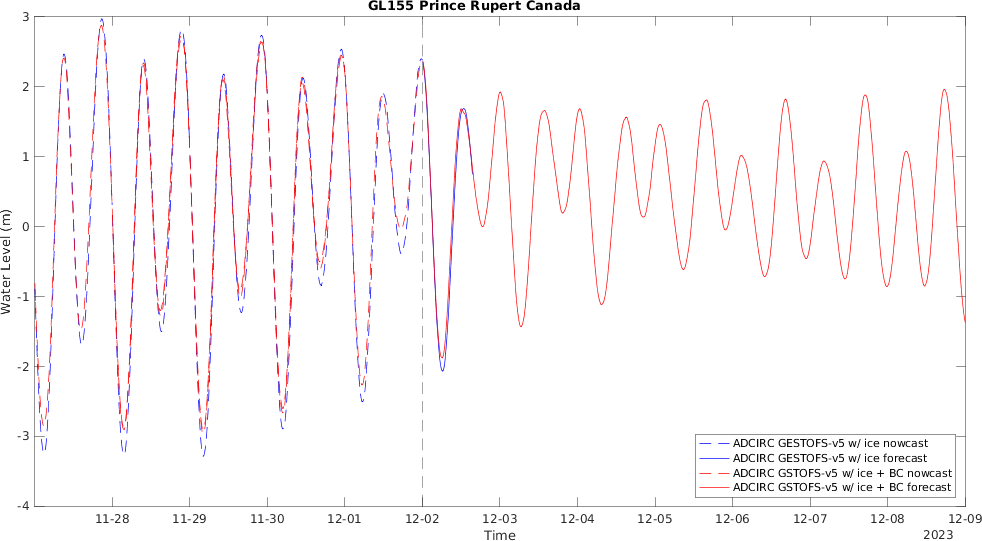 GL155 Prince Rupert Canada
3
2
1
0
-1
-2
-3
-4
Water Level (m)
ADCIRC GESTOFS-v5 w/ ice nowcast
ADCIRC GESTOFS-v5 w/ ice forecast
ADCIRC GSTOFS-v5 w/ ice + BC nowcast
ADCIRC GSTOFS-v5 w/ ice + BC forecast
11-28 11-29 11-30 12-01 12-02 12-03 12-04 12-05 12-06 12-07 12-08 12-09
Time
2023